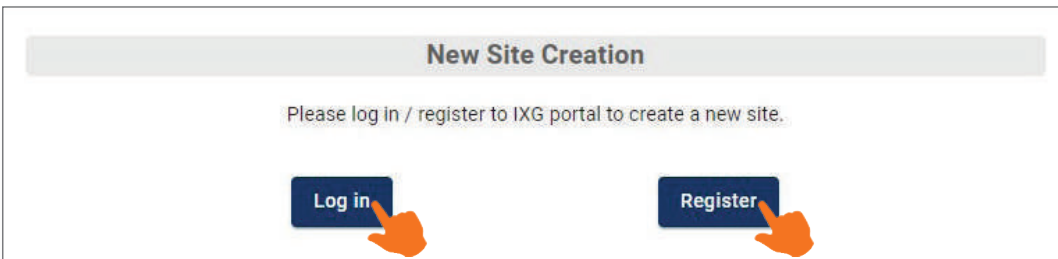 New Site Creation
Please log in / register to IXG portal to create a new site.
Log in
Register